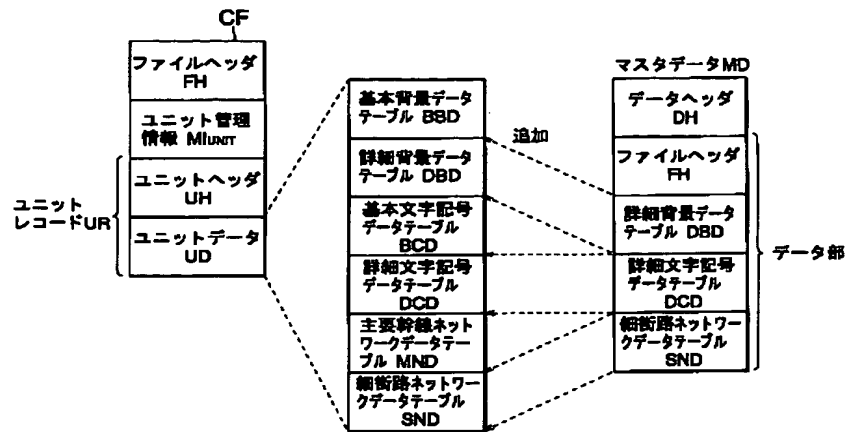 CF
ファイルヘッダ
FH
ユニット管理
情報 MIUNIT
ユニットヘッダ
UH
ユニットデータ
UD
ユニット
レコードUR
基本背景データ
テーブル BBD
詳細背景データ
テーブル DBD
基本文字記号
データテーブル
BCD
詳細文字記号
データテーブル
DCD
主要幹線ネット
ワークデータテー
ブル MND
細街路ネットワー
クデータテーブル
SND
追加
マスタデータMD
データヘッダ
DH
ファイルヘッダ
FH
詳細背景データ
テーブル DBD
詳細文字記号
データテーブル
DCD
細街路ネットワー
クデータテーブル
SND
データ部